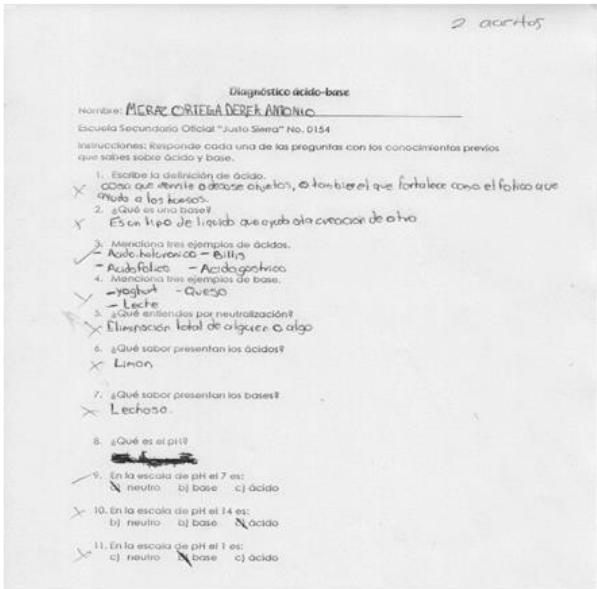 2 aciertos
Diagnóstico ácido-base
Nombre: MERAZ ORTEGA DEREK ANTONIO
Escuela Secundaria Oficial "Justo Sierra" No. 0154
Instrucciones: Responde cada una de las preguntas con los conocimientos previos
que sabes sobre ácido y base.
1. Escribe la definición de ácido.
cosa que derrite o objetos, o tambien el que fortalece como el folico que
ayuda a los huesos.
2. ¿Qué es una base?
Es un tipo de liquido que ayuda a la creación de otro
3. Menciona tres ejemplos de ácidos.
- Acido - Billis
- Acido folico - Acido gastrico
4. Menciona tres ejemplos de base.
- yoghurt - Queso
- Leche
5. ¿Qué entiendes por neutralización?
Eliminación total de alguien o algo
6. ¿Qué sabor presentan los ácidos?
Limon
7. ¿Qué sabor presentan los bases?
Lechoso.
8. ¿Qué es el pH?
9. En la escala de pH el 7 es:
a) neutro b) base c) ácido
10. En la escala de pH el 14 es:
b) neutro b) base c) ácido
11. En la escala de pH el 1 es:
c) neutro b) base c) ácido